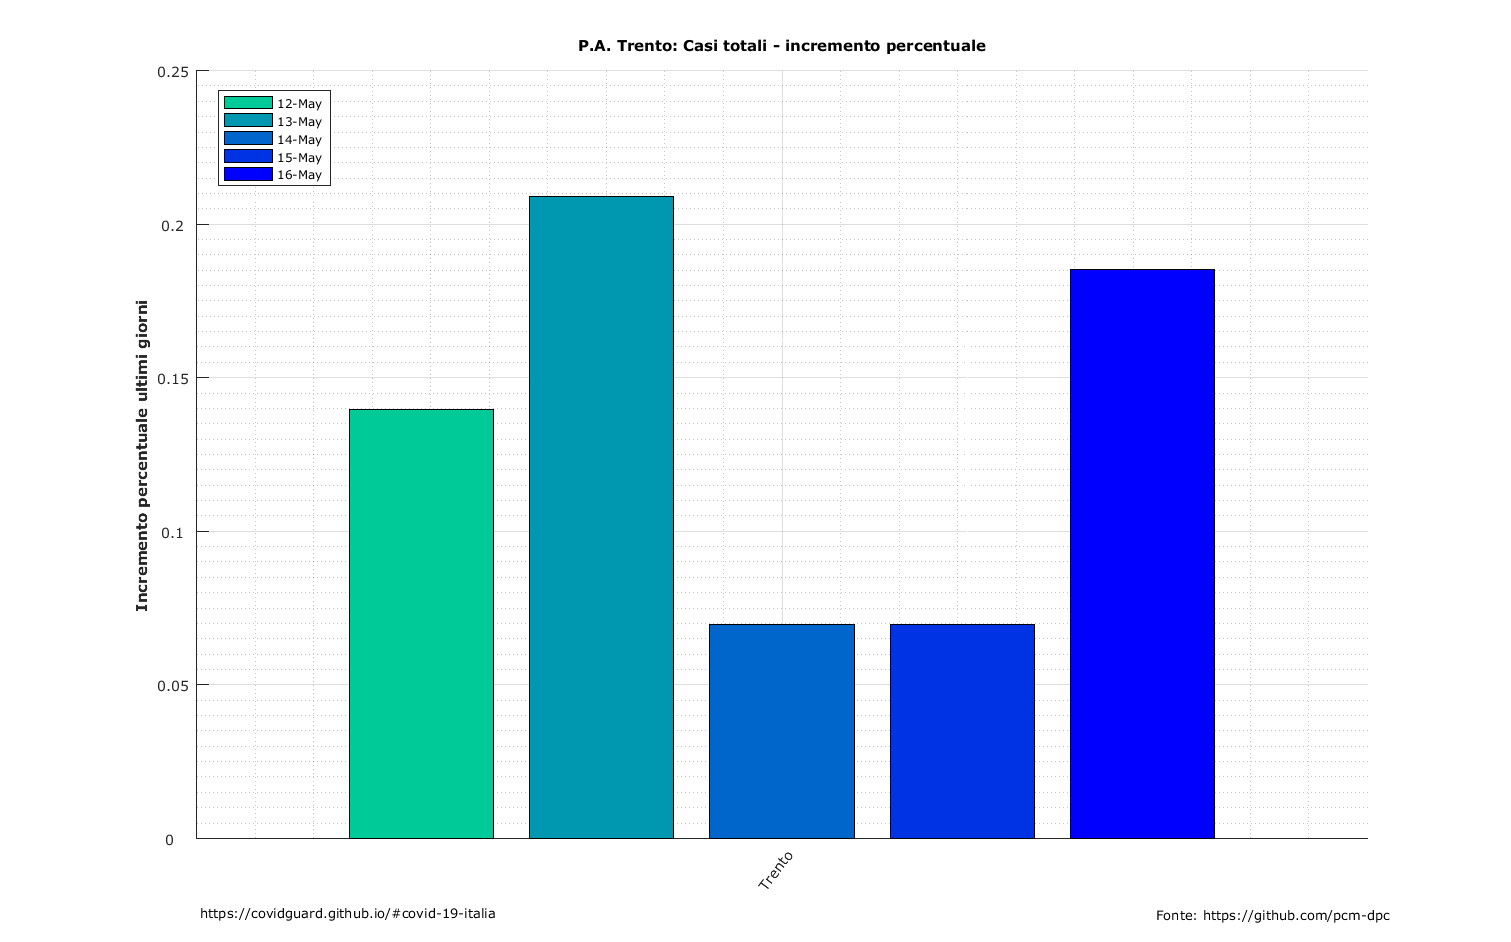 P.A. Trento: Casi totali - incremento percentuale
0.25
0.2
0.15
0.1
0.05
0
Incremento percentuale ultimi giorni
12-May
13-May
14-May
15-May
16-May
Trento
https://covidguard.github.io/#covid-19-italia
Fonte: https://github.com/pcm-dpc